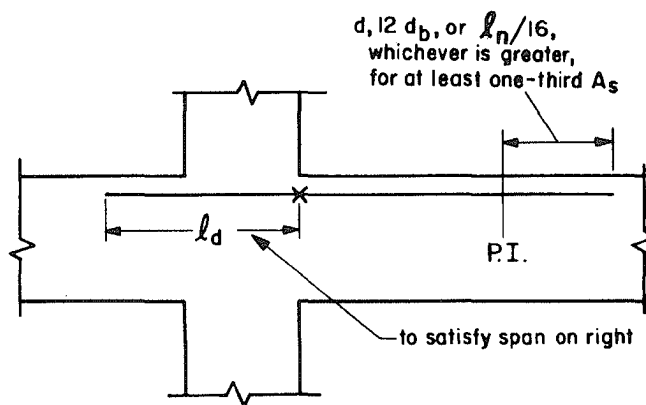 d, 12 d_b, or ℓ_n/16,
whichever is greater,
for at least one-third A_s
ℓ_d
P.I.
to satisfy span on right